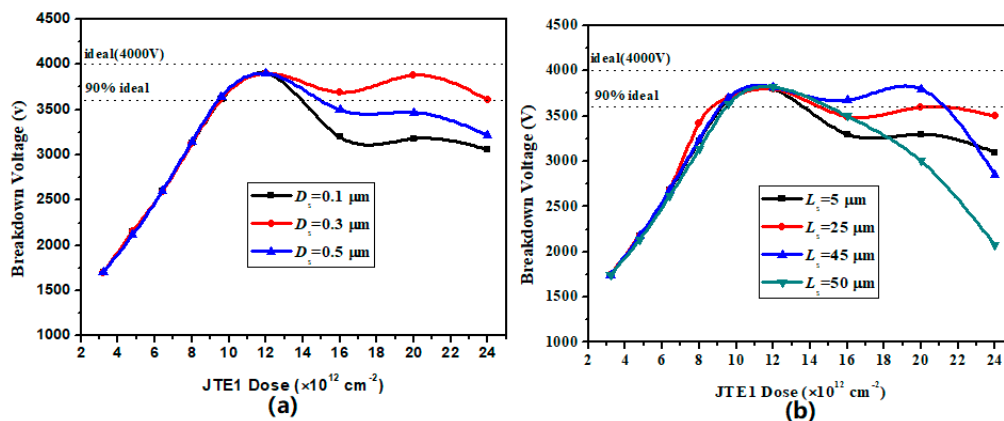 (a)
4500
4000
3500
3000
2500
2000
1500
1000
Breakdown Voltage (v)
ideal(4000V)
90% ideal
Dₛ=0.1 μm
Dₛ=0.3 μm
Dₛ=0.5 μm
2 4 6 8 10 12 14 16 18 20 22 24
JTE1 Dose (×10¹² cm⁻²)
(a)
4500
4000
3500
3000
2500
2000
1500
1000
Breakdown Voltage (V)
ideal(4000V)
90% ideal
Lₛ=5 μm
Lₛ=25 μm
Lₛ=45 μm
Lₛ=50 μm
2 4 6 8 10 12 14 16 18 20 22 24
JTE1 Dose (×10¹² cm⁻²)
(b)